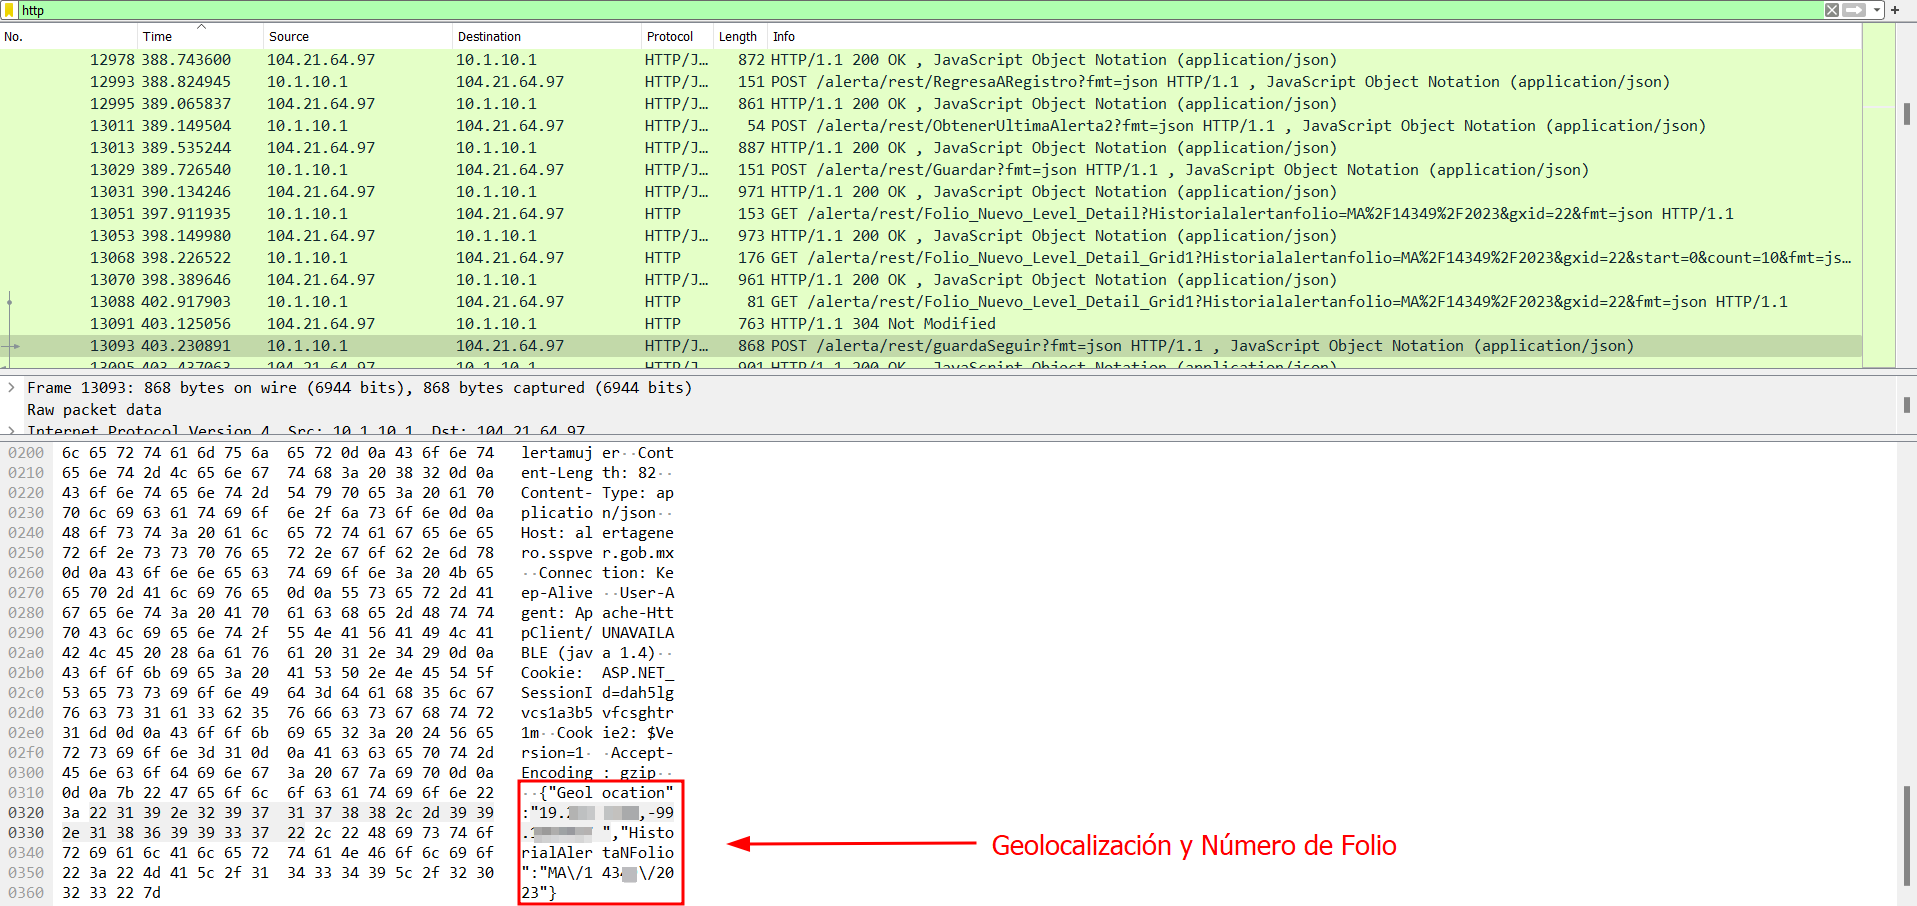 http
No. Time Source Destination Protocol Length Info
12978 388.743600 104.21.64.97 10.1.10.1 HTTP/J… 872 HTTP/1.1 200 OK , JavaScript Object Notation (application/json)
12993 388.824945 10.1.10.1 104.21.64.97 HTTP/J… 151 POST /alerta/rest/RegresaARegistro?fmt=json HTTP/1.1 , JavaScript Object Notation (application/json)
12995 389.065837 104.21.64.97 10.1.10.1 HTTP/J… 861 HTTP/1.1 200 OK , JavaScript Object Notation (application/json)
13011 389.149504 10.1.10.1 104.21.64.97 HTTP/J… 54 POST /alerta/rest/ObtenerUltimaAlerta2?fmt=json HTTP/1.1 , JavaScript Object Notation (application/json)
13013 389.535244 104.21.64.97 10.1.10.1 HTTP/J… 887 HTTP/1.1 200 OK , JavaScript Object Notation (application/json)
13029 389.726540 10.1.10.1 104.21.64.97 HTTP/J… 151 POST /alerta/rest/Guardar?fmt=json HTTP/1.1 , JavaScript Object Notation (application/json)
13031 390.134246 104.21.64.97 10.1.10.1 HTTP/J… 971 HTTP/1.1 200 OK , JavaScript Object Notation (application/json)
13051 397.911935 10.1.10.1 104.21.64.97 HTTP 153 GET /alerta/rest/Folio_Nuevo_Level_Detail?Historialalertanfolio=MA%2F14349%2F2023&gxid=22&fmt=json HTTP/1.1
13053 398.149980 104.21.64.97 10.1.10.1 HTTP/J… 973 HTTP/1.1 200 OK , JavaScript Object Notation (application/json)
13068 398.226522 10.1.10.1 104.21.64.97 HTTP 176 GET /alerta/rest/Folio_Nuevo_Level_Detail_Grid1?Historialalertanfolio=MA%2F14349%2F2023&gxid=22&start=0&count=10&fmt=js…
13070 398.389646 104.21.64.97 10.1.10.1 HTTP/J… 961 HTTP/1.1 200 OK , JavaScript Object Notation (application/json)
13088 402.917903 10.1.10.1 104.21.64.97 HTTP 81 GET /alerta/rest/Folio_Nuevo_Level_Detail_Grid1?Historialalertanfolio=MA%2F14349%2F2023&gxid=22&fmt=json HTTP/1.1
13091 403.125056 104.21.64.97 10.1.10.1 HTTP 763 HTTP/1.1 304 Not Modified
13093 403.230891 10.1.10.1 104.21.64.97 HTTP/J… 868 POST /alerta/rest/guardaSeguir?fmt=json HTTP/1.1 , JavaScript Object Notation (application/json)
13095 403.437063 104.21.64.97 10.1.10.1 HTTP/J… 901 HTTP/1.1 200 OK , JavaScript Object Notation (application/json)
Frame 13093: 868 bytes on wire (6944 bits), 868 bytes captured (6944 bits)
Raw packet data
Internet Protocol Version 4, Src: 10.1.10.1, Dst: 104.21.64.97
0200 6c 65 72 74 61 6d 75 6a 65 72 0d 0a 43 6f 6e 74 lertamuj er··Cont
0210 65 6e 74 2d 4c 65 6e 67 74 68 3a 20 38 32 0d 0a ent-Leng th: 82··
0220 43 6f 6e 74 65 6e 74 2d 54 79 70 65 3a 20 61 70 Content- Type: ap
0230 70 6c 69 63 61 74 69 6f 6e 2f 6a 73 6f 6e 0d 0a plicatio n/json··
0240 48 6f 73 74 3a 20 61 6c 65 72 74 61 67 65 6e 65 Host: al ertagene
0250 72 6f 2e 73 73 70 76 65 72 2e 67 6f 62 2e 6d 78 ro.sspve r.gob.mx
0260 0d 0a 43 6f 6e 6e 65 63 74 69 6f 6e 3a 20 4b 65 ··Connec tion: Ke
0270 65 70 2d 41 6c 69 76 65 0d 0a 55 73 65 72 2d 41 ep-Alive ··User-A
0280 67 65 6e 74 3a 20 41 70 61 63 68 65 2d 48 74 74 gent: Ap ache-Htt
0290 70 43 6c 69 65 6e 74 2f 55 4e 41 56 41 49 4c 41 pClient/ UNAVAILA
02a0 42 4c 45 20 28 6a 61 76 61 20 31 2e 34 29 0d 0a BLE (jav a 1.4)··
02b0 43 6f 6f 6b 69 65 3a 20 41 53 50 2e 4e 45 54 5f Cookie: ASP.NET_
02c0 53 65 73 73 69 6f 6e 49 64 3d 64 61 68 35 6c 67 SessionI d=dah5lg
02d0 76 63 73 31 61 33 62 35 76 66 63 73 67 68 74 72 vcs1a3b5 vfcsghtr
02e0 31 6d 0d 0a 43 6f 6f 6b 69 65 32 3a 20 24 56 65 1m··Cook ie2: $Ve
02f0 72 73 69 6f 6e 3d 31 0d 0a 41 63 63 65 70 74 2d rsion=1· ·Accept-
0300 45 6e 63 6f 64 69 6e 67 3a 20 67 7a 69 70 0d 0a Encoding : gzip··
0310 0d 0a 7b 22 47 65 6f 6c 6f 63 61 74 69 6f 6e 22 ··{"Geol ocation"
0320 3a 22 31 39 2e 32 39 37 31 37 38 38 2c 2d 39 39 :"19. ,-99
0330 2e 31 38 36 39 39 33 37 22 2c 22 48 69 73 74 6f . ","Histo
0340 72 69 61 6c 41 6c 65 72 74 61 4e 46 6f 6c 69 6f rialAler taNFolio
0350 22 3a 22 4d 41 5c 2f 31 34 33 34 39 5c 2f 32 30 ":"MA\/1 43 \/20
0360 32 33 22 7d 23"}
Geolocalización y Número de Folio